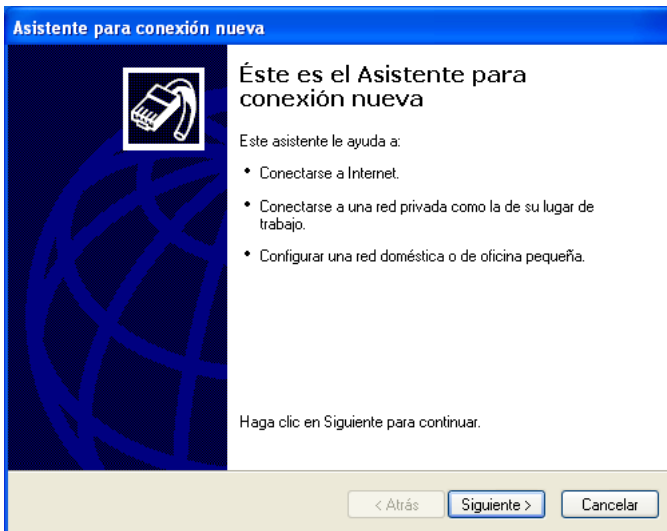 Asistente para conexión nueva
Éste es el Asistente para
conexión nueva
Este asistente le ayuda a:
• Conectarse a Internet.
• Conectarse a una red privada como la de su lugar de
trabajo.
• Configurar una red doméstica o de oficina pequeña.
Haga clic en Siguiente para continuar.
< Atrás Siguiente > Cancelar